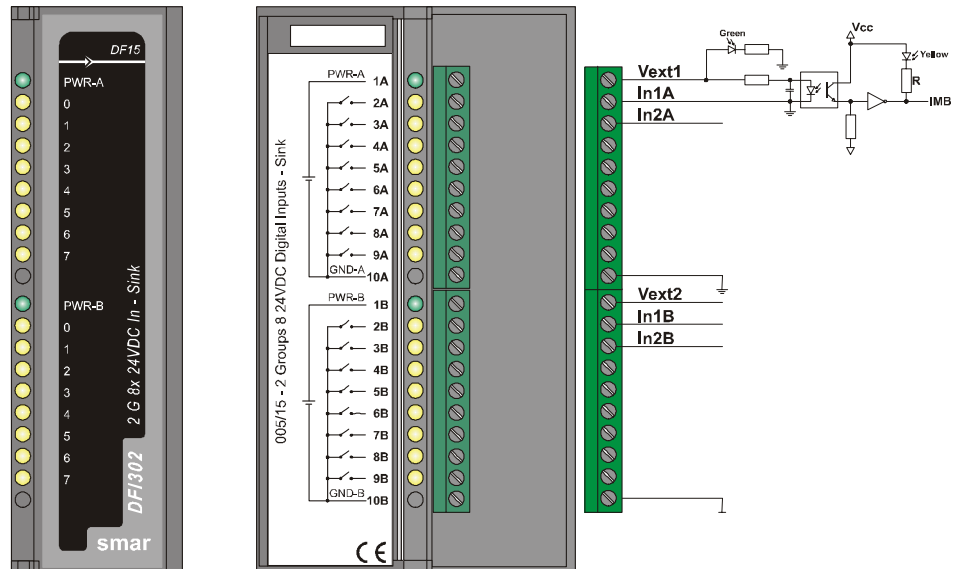 DF15
PWR-A
0
1
2
3
4
5
6
7
PWR-B
0
1
2
3
4
5
6
7
2 G 8x 24VDC In - Sink
DFI302
smar
005/15 - 2 Groups 8 24VDC Digital Inputs - Sink
PWR-A 1A
2A
3A
4A
5A
6A
7A
8A
9A
GND-A 10A
PWR-B 1B
2B
3B
4B
5B
6B
7B
8B
9B
GND-B 10B
CE
Vext1
In1A
In2A
Vext2
In1B
In2B
Green
Vcc
Yellow
R
IMB